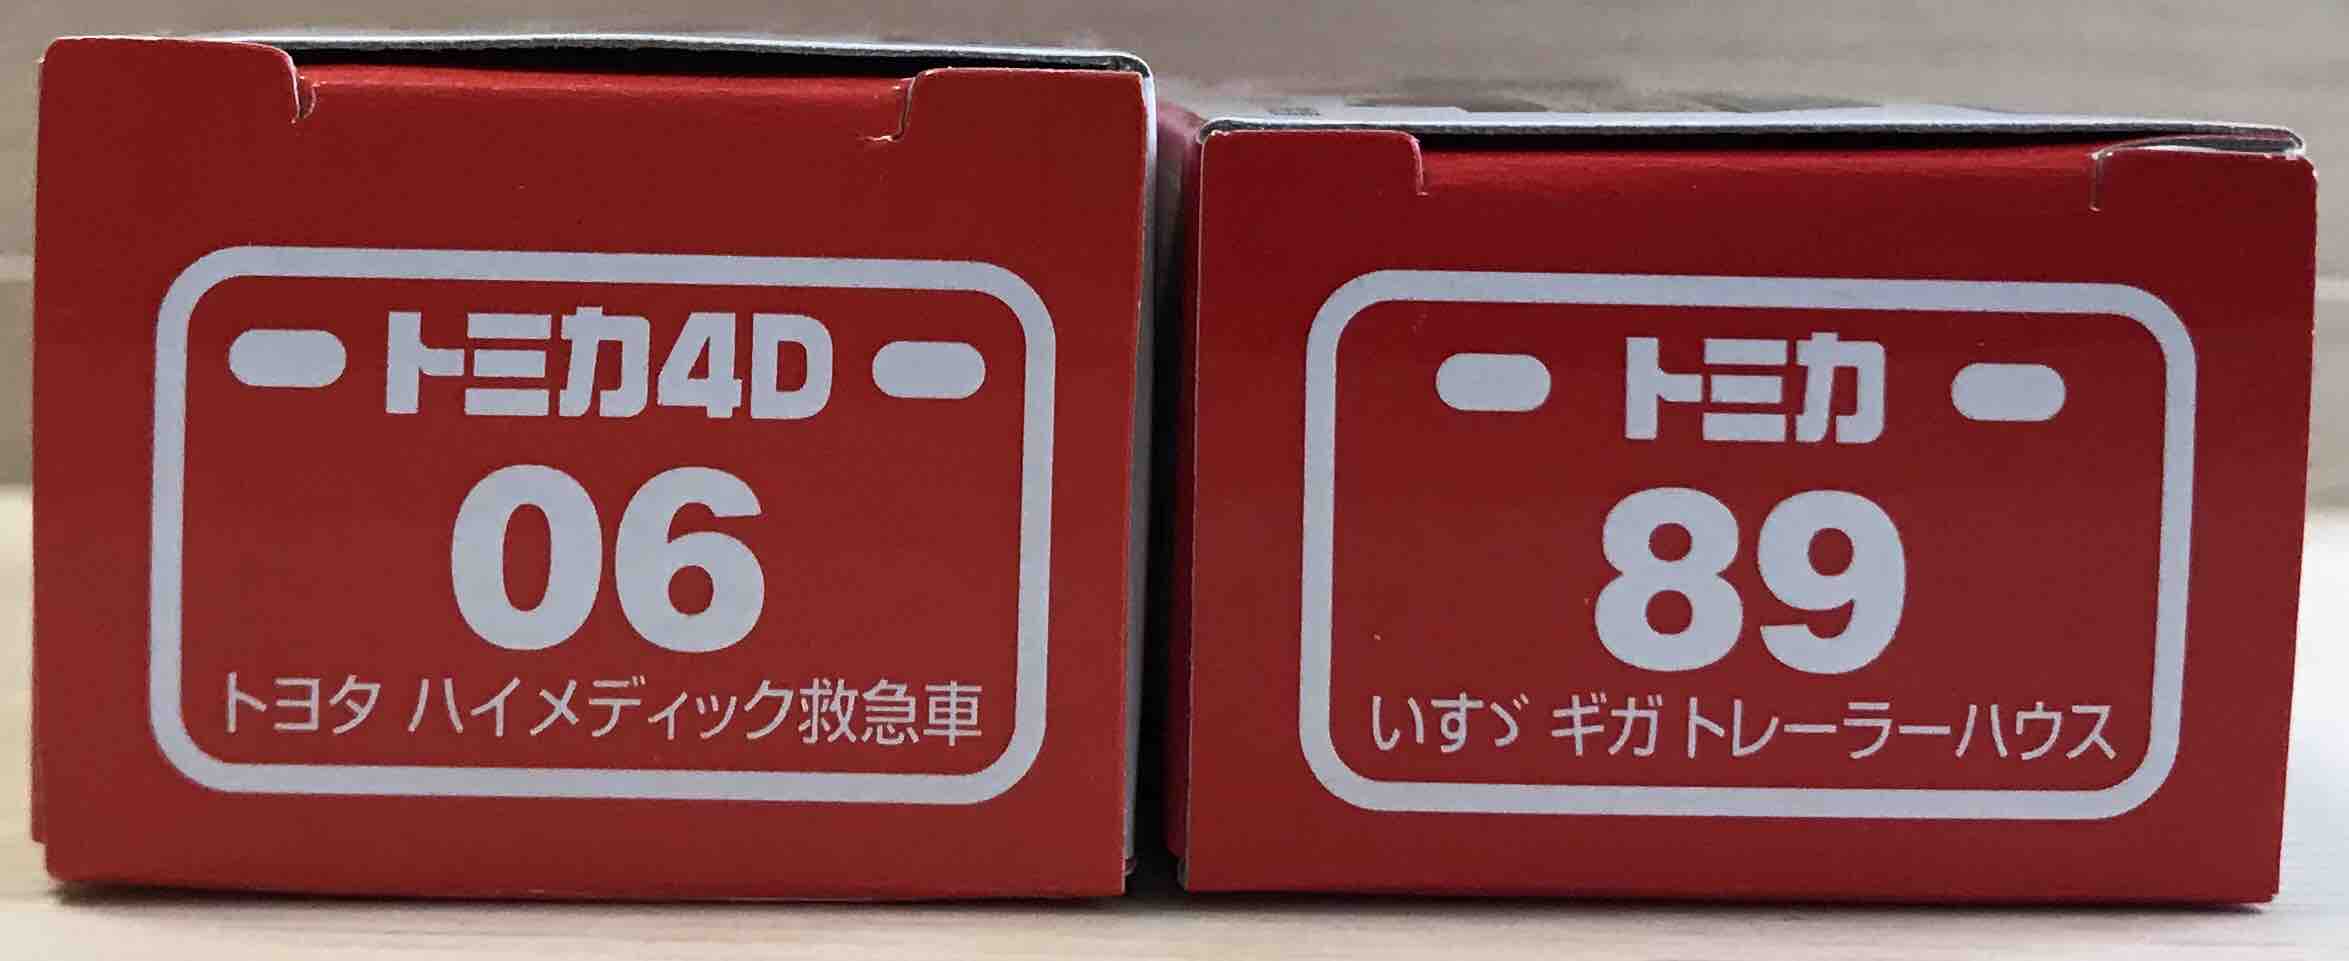 トミカ4D
06
トヨタ ハイメディック救急車
トミカ
89
いすゞ ギガ トレーラーハウス